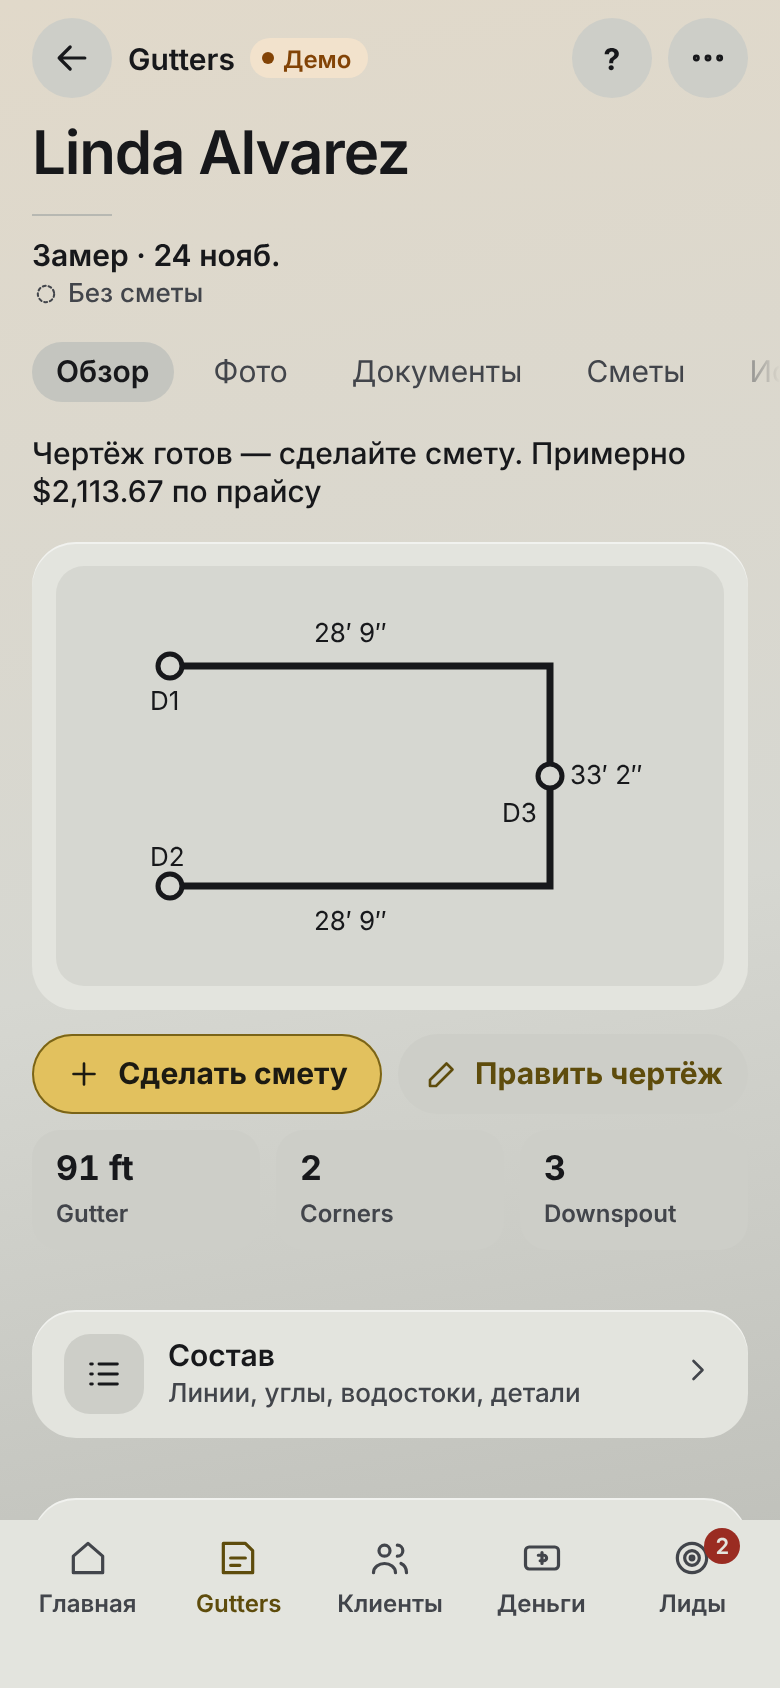 Gutters
Демо
?
Linda Alvarez
Замер · 24 нояб.
Без сметы
Обзор
Фото
Документы
Сметы
Чертёж готов — сделайте смету. Примерно
$2,113.67 по прайсу
28′ 9″
D1
33′ 2″
D3
D2
28′ 9″
Сделать смету
Править чертёж
91 ft
Gutter
2
Corners
3
Downspout
Состав
Линии, углы, водостоки, детали
2
Главная
Gutters
Клиенты
Деньги
Лиды